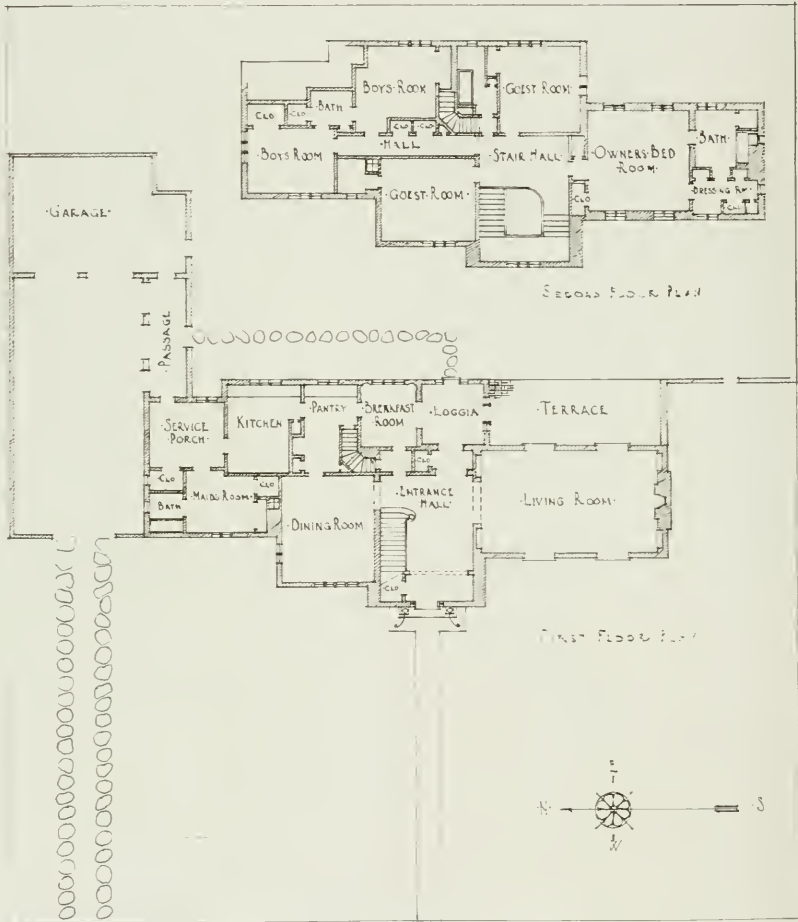 BOYS·ROOM
·GUEST ROOM·
BATH
CLO
CLO
CLO
CLO
·HALL·
·BOYS ROOM·
·STAIR HALL·
·OWNERS·BED
ROOM·
·BATH·
·DRESSING RM·
CLO
CLO
·GUEST·ROOM·
SECOND FLOOR PLAN
·GARAGE·
·PASSAGE
·SERVICE
PORCH·
KITCHEN
·PANTRY·
·BREAKFAST
ROOM
·LOGGIA·
·TERRACE·
CLO
CLO
CLO
BATH
·MAIDS ROOM·
·DINING ROOM·
·ENTRANCE
HALL·
·LIVING ROOM·
CLO
FIRST FLOOR PLAN
E
N
S
W